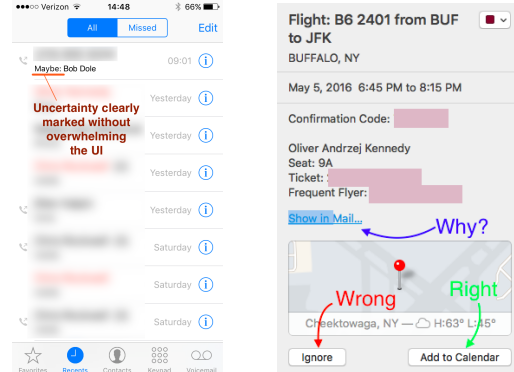 ●●●○○ Verizon 14:48 66%
All Missed Edit
09:01
Maybe: Bob Dole
Yesterday
Uncertainty clearly
marked without
overwhelming
the UI
Yesterday
Yesterday
Yesterday
Saturday
Saturday
Saturday
Favorites Recents Contacts Keypad Voicemail
Flight: B6 2401 from BUF
to JFK
BUFFALO, NY
May 5, 2016 6:45 PM to 8:15 PM
Confirmation Code:
Oliver Andrzej Kennedy
Seat: 9A
Ticket:
Frequent Flyer:
Show in Mail...
Why?
Wrong
Right
Cheektowaga, NY — H:63° L:45°
Ignore Add to Calendar